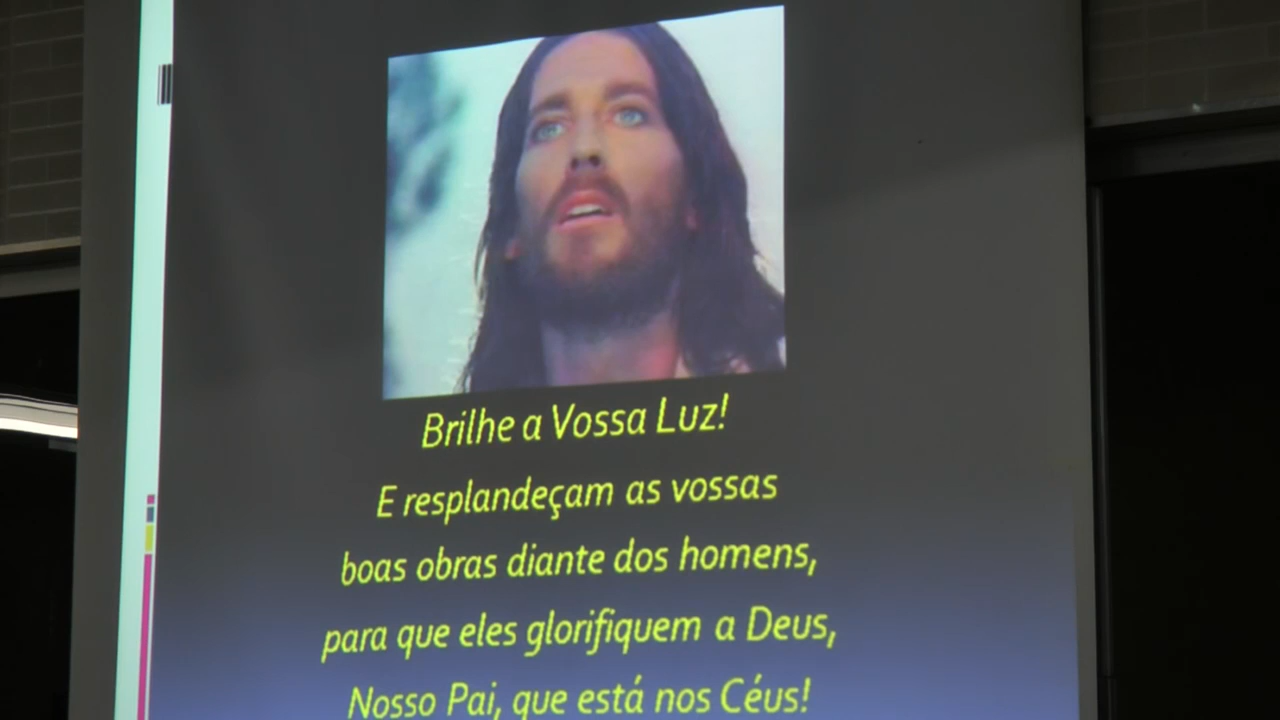 Brilhe a Vossa Luz!
E resplandeçam as vossas
boas obras diante dos homens,
para que eles glorifiquem a Deus,
Nosso Pai, que está nos Céus!